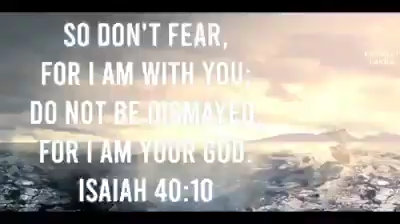 SO DON'T FEAR,
FOR I AM WITH YOU;
DO NOT BE DISMAYED,
FOR I AM YOUR GOD.
ISAIAH 40:10